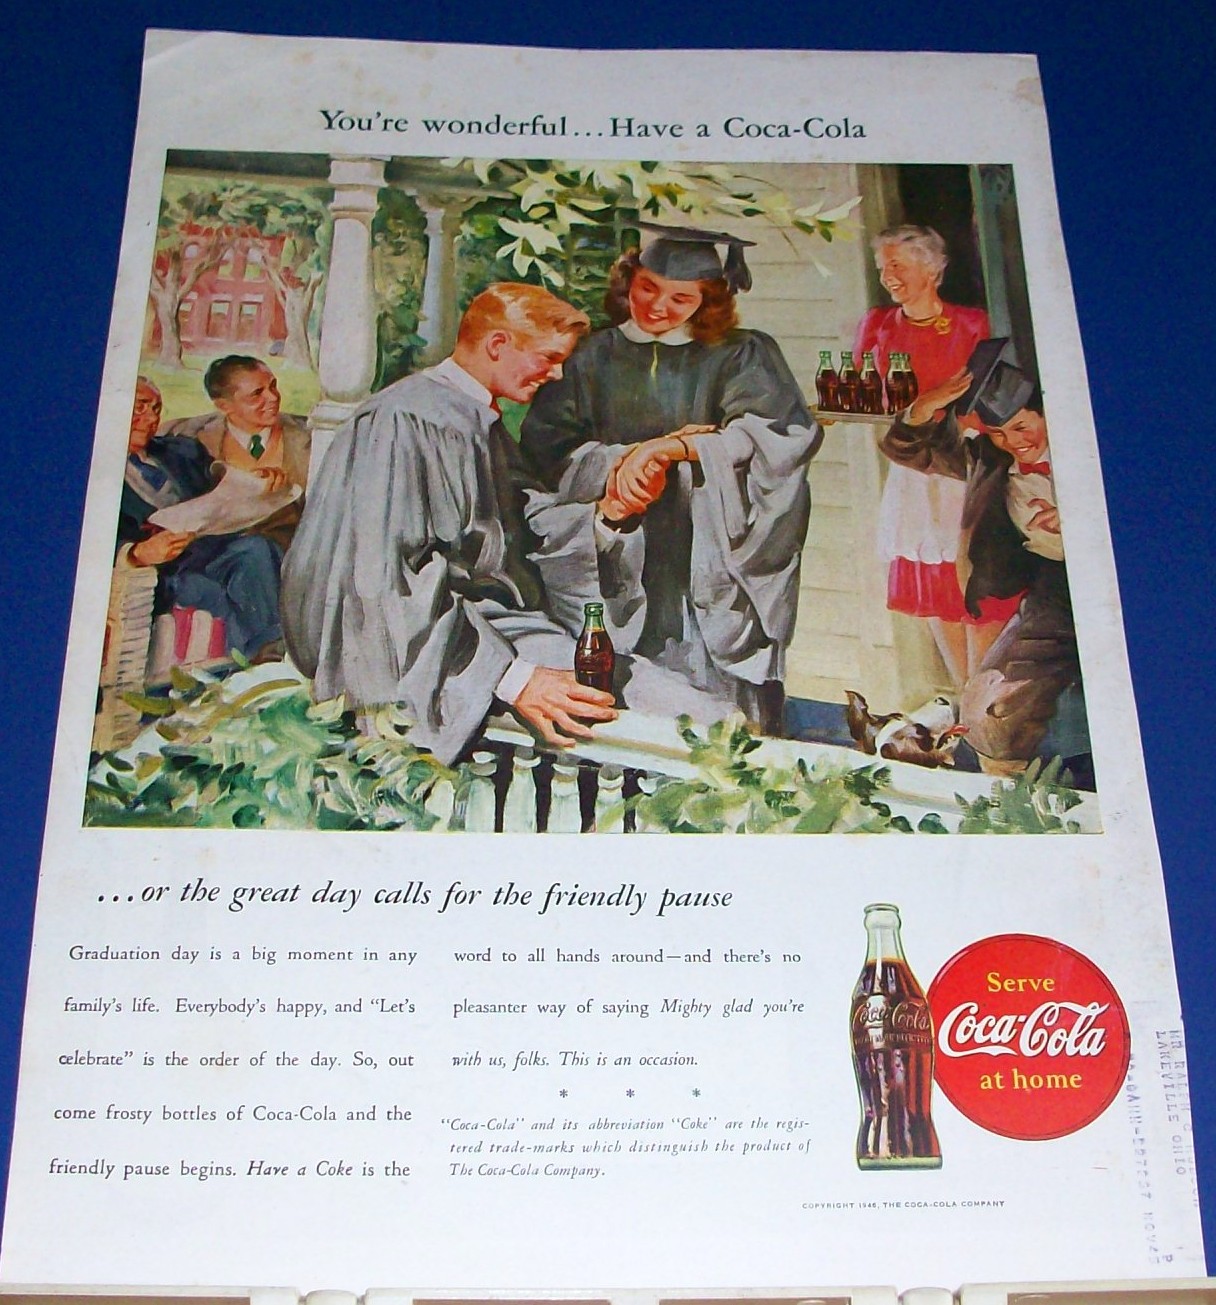 You're wonderful...Have a Coca-Cola
...or the great day calls for the friendly pause
Graduation day is a big moment in any
family's life. Everybody's happy, and "Let's
celebrate" is the order of the day. So, out
come frosty bottles of Coca-Cola and the
friendly pause begins. Have a Coke is the
word to all hands around—and there's no
pleasanter way of saying Mighty glad you're
with us, folks. This is an occasion.
* * *
"Coca-Cola" and its abbreviation "Coke" are the regis-
tered trade-marks which distinguish the product of
The Coca-Cola Company.
Coca-Cola
Serve
Coca-Cola
at home
COPYRIGHT 1946, THE COCA-COLA COMPANY
LAKEVILLE OHIO